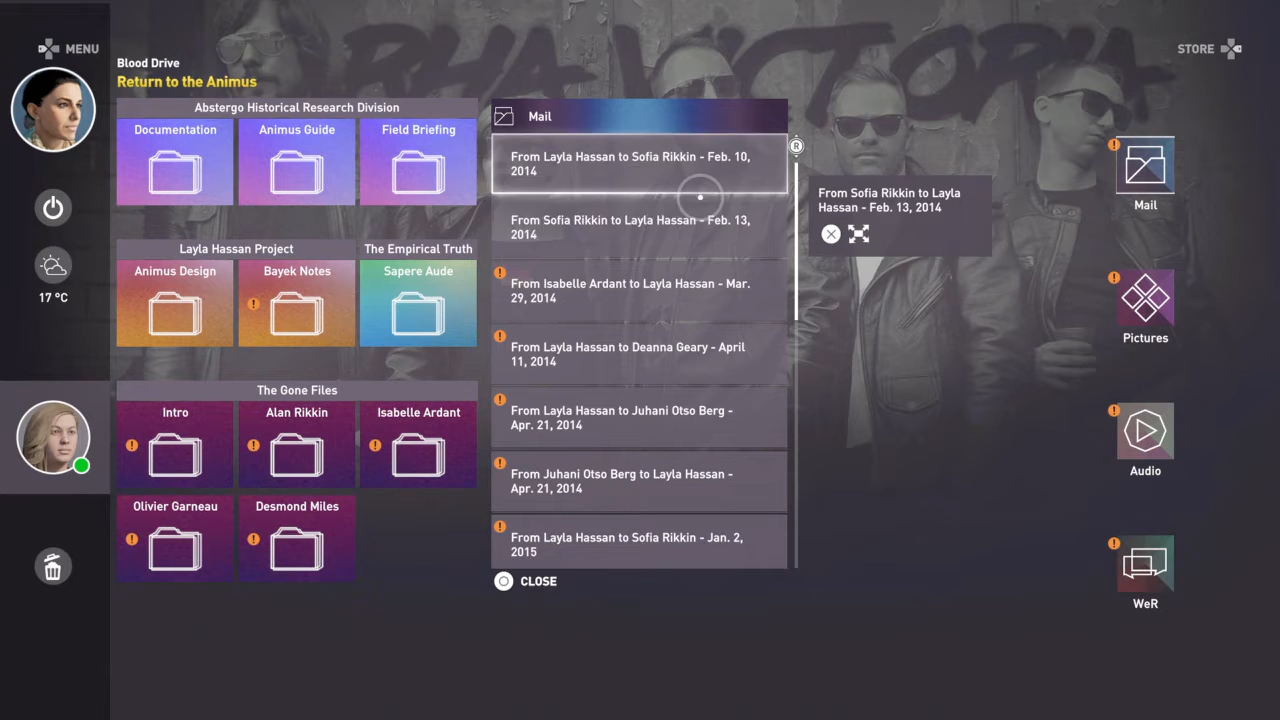 MENU
STORE
Blood Drive
Return to the Animus
Abstergo Historical Research Division
Documentation
Animus Guide
Field Briefing
Layla Hassan Project
The Empirical Truth
Animus Design
Bayek Notes
Sapere Aude
The Gone Files
Intro
Alan Rikkin
Isabelle Ardant
Olivier Garneau
Desmond Miles
17 °C
Mail
From Layla Hassan to Sofia Rikkin - Feb. 10,
2014
From Sofia Rikkin to Layla Hassan - Feb. 13,
2014
From Isabelle Ardant to Layla Hassan - Mar.
29, 2014
From Layla Hassan to Deanna Geary - April
11, 2014
From Layla Hassan to Juhani Otso Berg -
Apr. 21, 2014
From Juhani Otso Berg to Layla Hassan -
Apr. 21, 2014
From Layla Hassan to Sofia Rikkin - Jan. 2,
2015
CLOSE
R
From Sofia Rikkin to Layla
Hassan - Feb. 13, 2014
Mail
Pictures
Audio
WeR